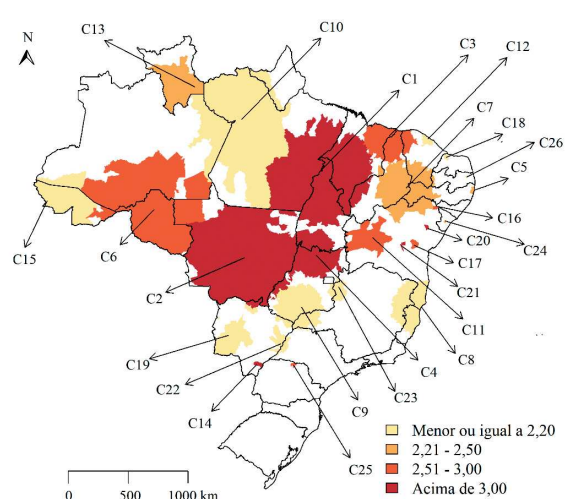 C13
C10
N
C3
C12
C1
C7
C18
C26
C5
C16
C24
C20
C17
C21
C11
C15
C6
C2
C8
C4
C19
C23
C22
C9
C14
C25
Menor ou igual a 2,20
2,21 - 2,50
2,51 - 3,00
Acima de 3,00
0 500 1000 km